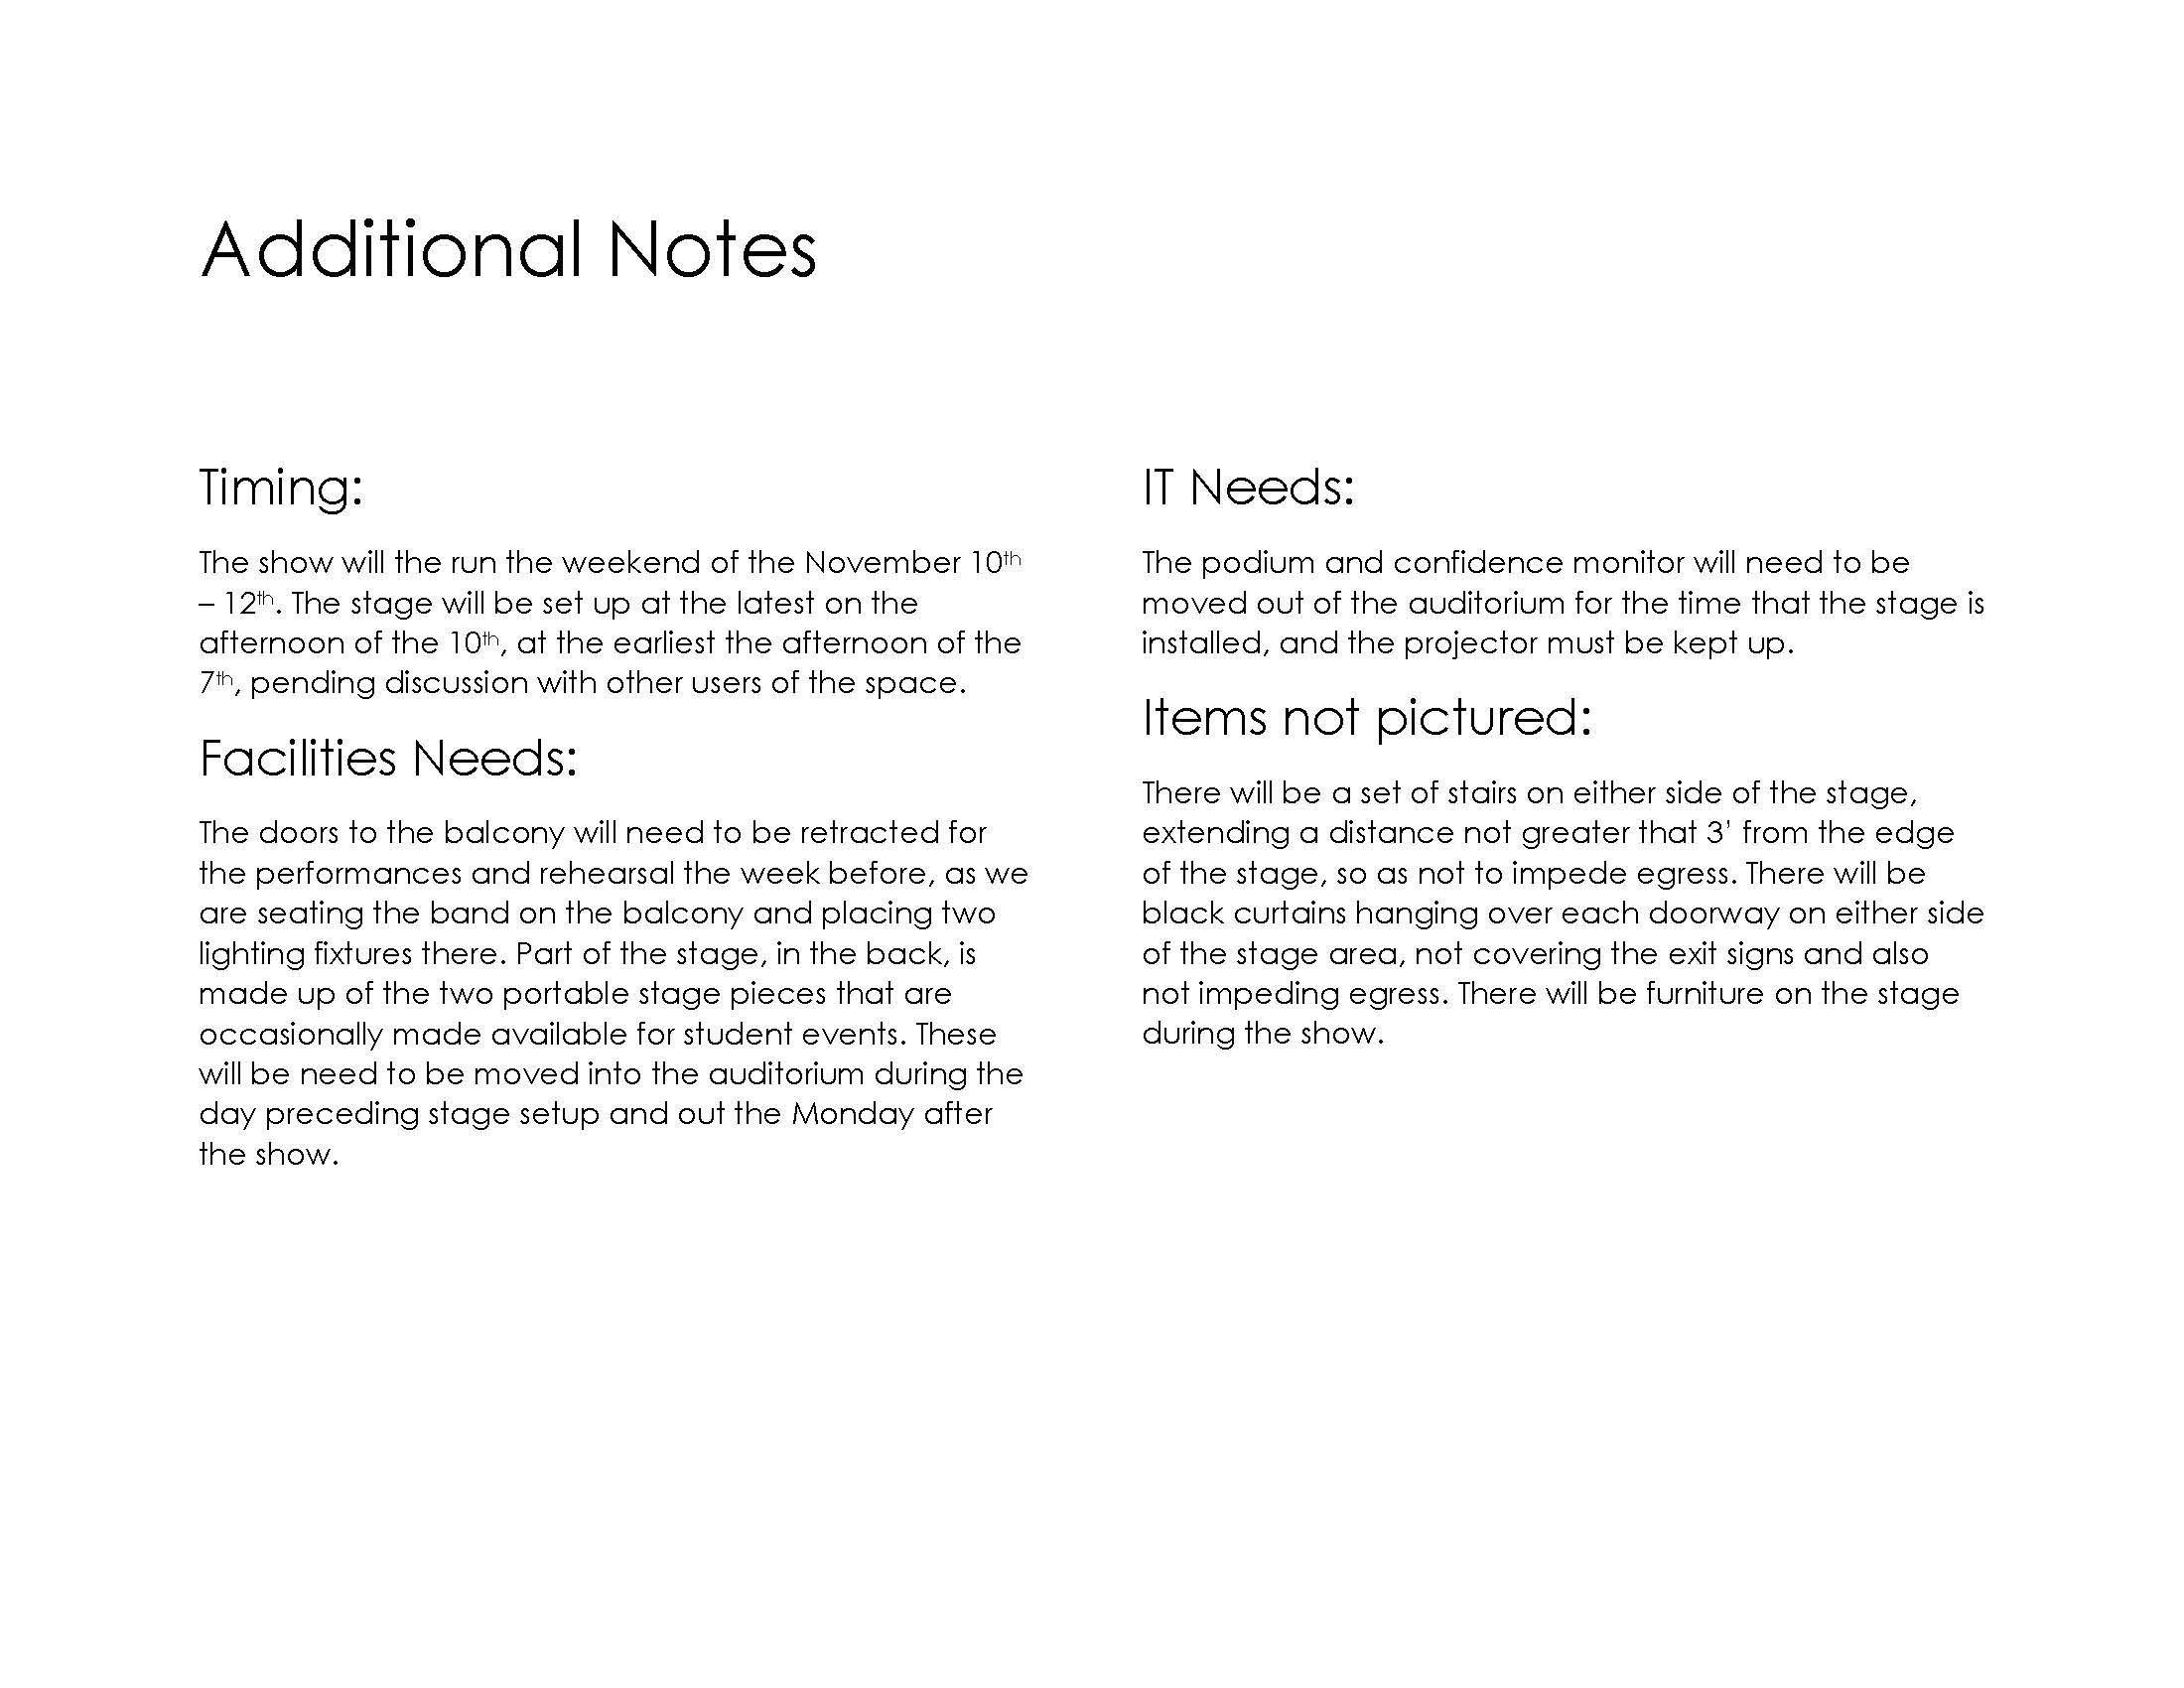 Additional Notes
Timing:
The show will the run the weekend of the November 10th
– 12th. The stage will be set up at the latest on the
afternoon of the 10th, at the earliest the afternoon of the
7th, pending discussion with other users of the space.
Facilities Needs:
The doors to the balcony will need to be retracted for
the performances and rehearsal the week before, as we
are seating the band on the balcony and placing two
lighting fixtures there. Part of the stage, in the back, is
made up of the two portable stage pieces that are
occasionally made available for student events. These
will be need to be moved into the auditorium during the
day preceding stage setup and out the Monday after
the show.
IT Needs:
The podium and confidence monitor will need to be
moved out of the auditorium for the time that the stage is
installed, and the projector must be kept up.
Items not pictured:
There will be a set of stairs on either side of the stage,
extending a distance not greater that 3’ from the edge
of the stage, so as not to impede egress. There will be
black curtains hanging over each doorway on either side
of the stage area, not covering the exit signs and also
not impeding egress. There will be furniture on the stage
during the show.